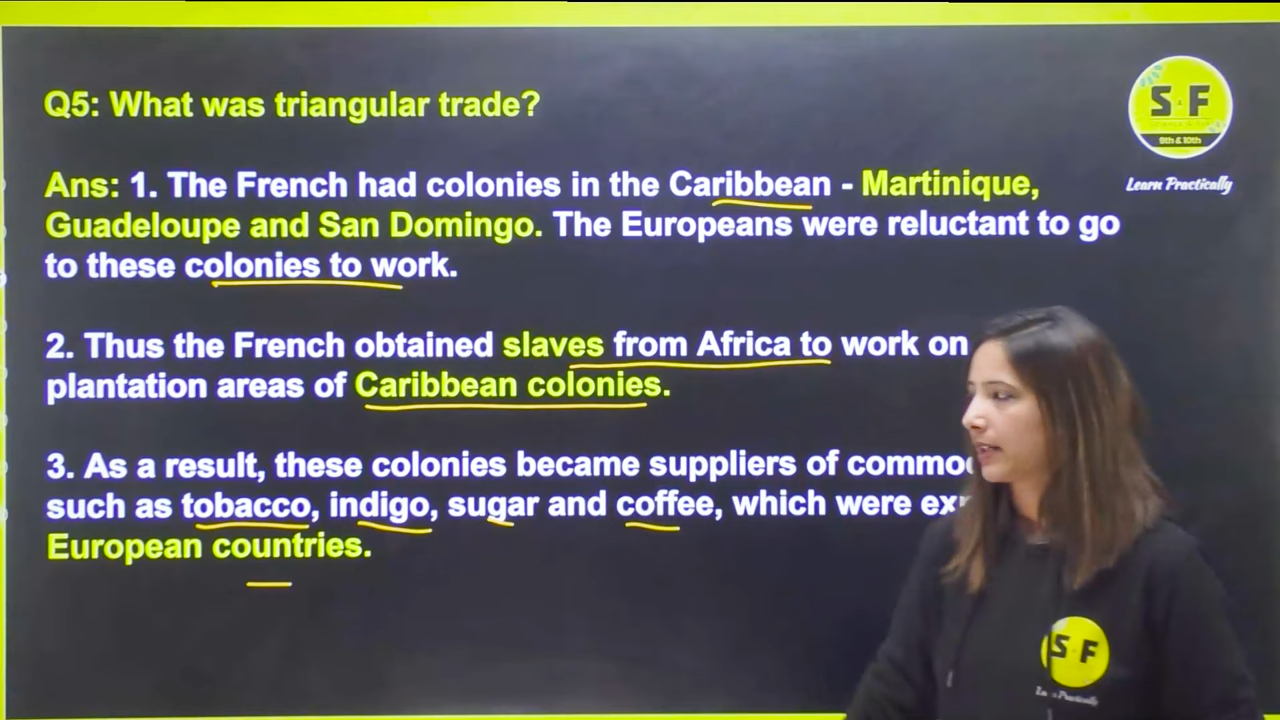 Q5: What was triangular trade?
Ans: 1. The French had colonies in the Caribbean - Martinique,
Guadeloupe and San Domingo. The Europeans were reluctant to go
to these colonies to work.
2. Thus the French obtained slaves from Africa to work on
plantation areas of Caribbean colonies.
3. As a result, these colonies became suppliers of
such as tobacco, indigo, sugar and coffee, which were
European countries.
S F
9th & 10th
Learn Practically
S F